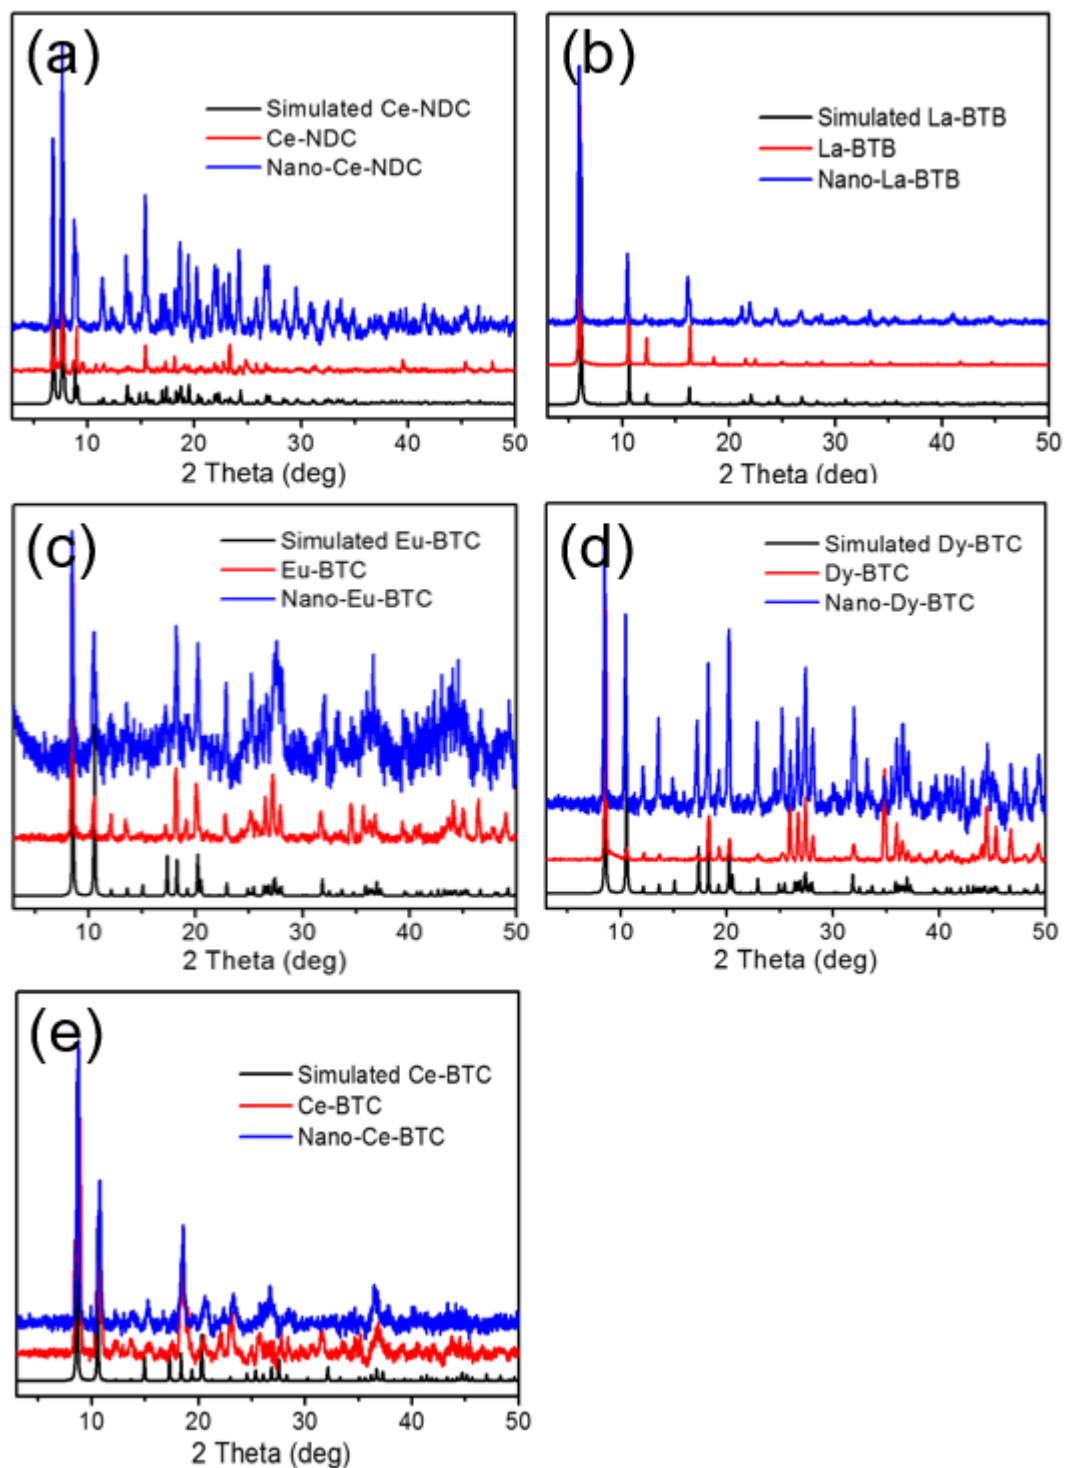 (a)
Simulated Ce-NDC
Ce-NDC
Nano-Ce-NDC
10 20 30 40 50
2 Theta (deg)
(b)
Simulated La-BTB
La-BTB
Nano-La-BTB
10 20 30 40 50
2 Theta (deg)
(c)
Simulated Eu-BTC
Eu-BTC
Nano-Eu-BTC
10 20 30 40 50
2 Theta (deg)
(d)
Simulated Dy-BTC
Dy-BTC
Nano-Dy-BTC
10 20 30 40 50
2 Theta (deg)
(e)
Simulated Ce-BTC
Ce-BTC
Nano-Ce-BTC
10 20 30 40 50
2 Theta (deg)